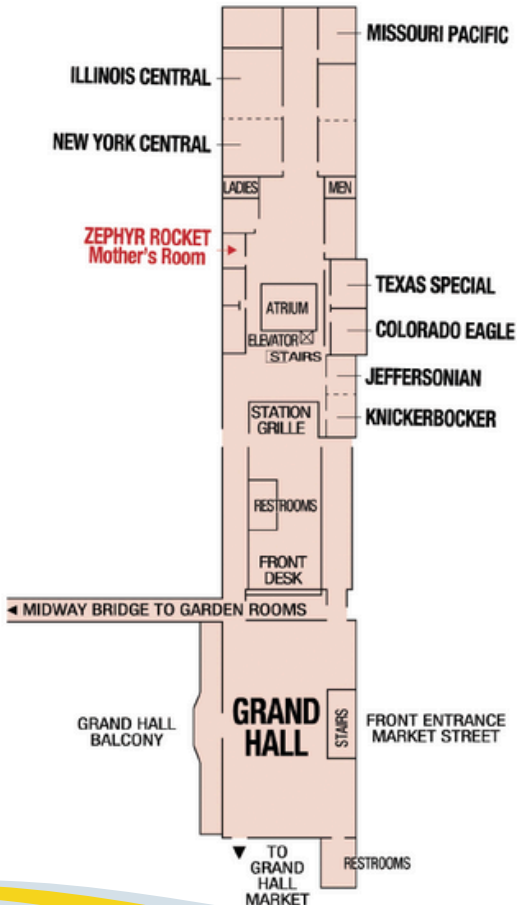 MISSOURI PACIFIC
ILLINOIS CENTRAL
NEW YORK CENTRAL
LADIES
MEN
ZEPHYR ROCKET
Mother's Room
TEXAS SPECIAL
ATRIUM
COLORADO EAGLE
ELEVATOR
STAIRS
JEFFERSONIAN
STATION
GRILLE
KNICKERBOCKER
RESTROOMS
FRONT
DESK
◄ MIDWAY BRIDGE TO GARDEN ROOMS
GRAND HALL
BALCONY
GRAND
HALL
STAIRS
FRONT ENTRANCE
MARKET STREET
▼ TO
GRAND
HALL
MARKET
RESTROOMS